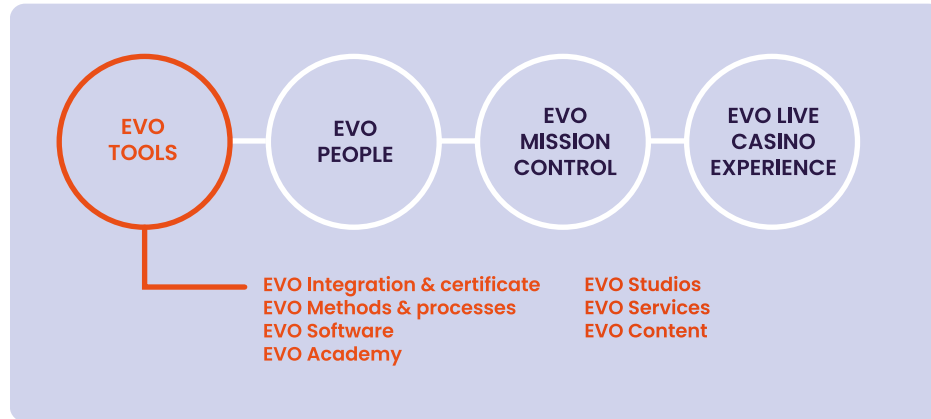 EVO
TOOLS
EVO
PEOPLE
EVO
MISSION
CONTROL
EVO LIVE
CASINO
EXPERIENCE
EVO Integration & certificate
EVO Methods & processes
EVO Software
EVO Academy
EVO Studios
EVO Services
EVO Content